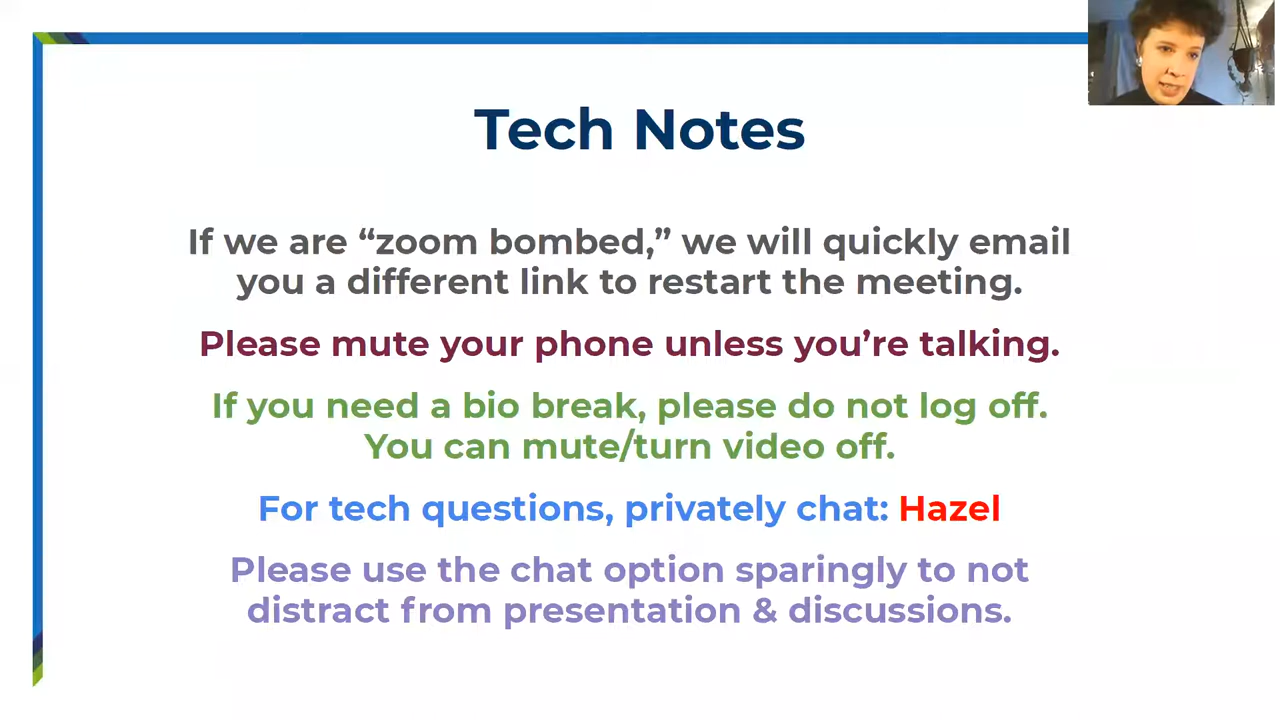 Tech Notes
If we are “zoom bombed,” we will quickly email
you a different link to restart the meeting.
Please mute your phone unless you’re talking.
If you need a bio break, please do not log off.
You can mute/turn video off.
For tech questions, privately chat: Hazel
Please use the chat option sparingly to not
distract from presentation & discussions.